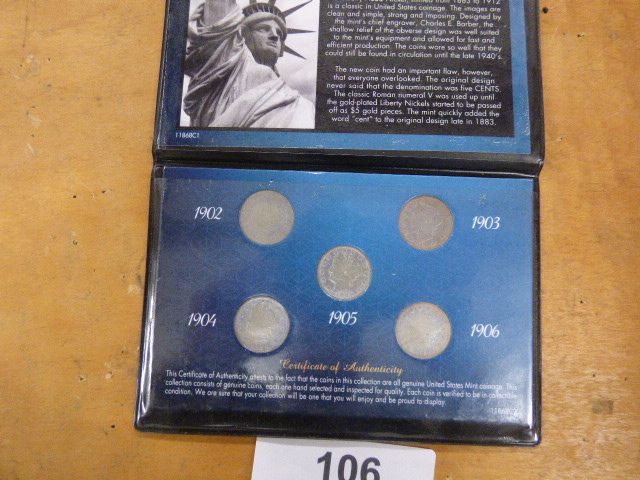 from 1883 to 1912
is a classic in United States coinage. The images are
clean and simple, strong and imposing. Designed by
the mint's chief engraver, Charles E. Barber, the
shallow relief of the obverse design was well suited
to the mint's equipment and allowed for fast and
efficient production. The coins wore so well that they
could still be found in circulation until the late 1940's.
The new coin had an important flaw, however,
that everyone overlooked. The original design
never said that the denomination was five CENTS.
The classic Roman numeral V was used up until
the gold-plated Liberty Nickels started to be passed
off as $5 gold pieces. The mint quickly added the
word "cent" to the original design late in 1883.
11868C1
1902
1903
1904
1905
1906
Certificate of Authenticity
This Certificate of Authenticity attests to the fact that the coins in this collection are all genuine United States Mint coinage. This
collection consists of genuine coins, each one hand selected and inspected for quality. Each coin is verified to be in collectible
condition. We are sure that your collection will be one that you will enjoy and be proud to display.
106